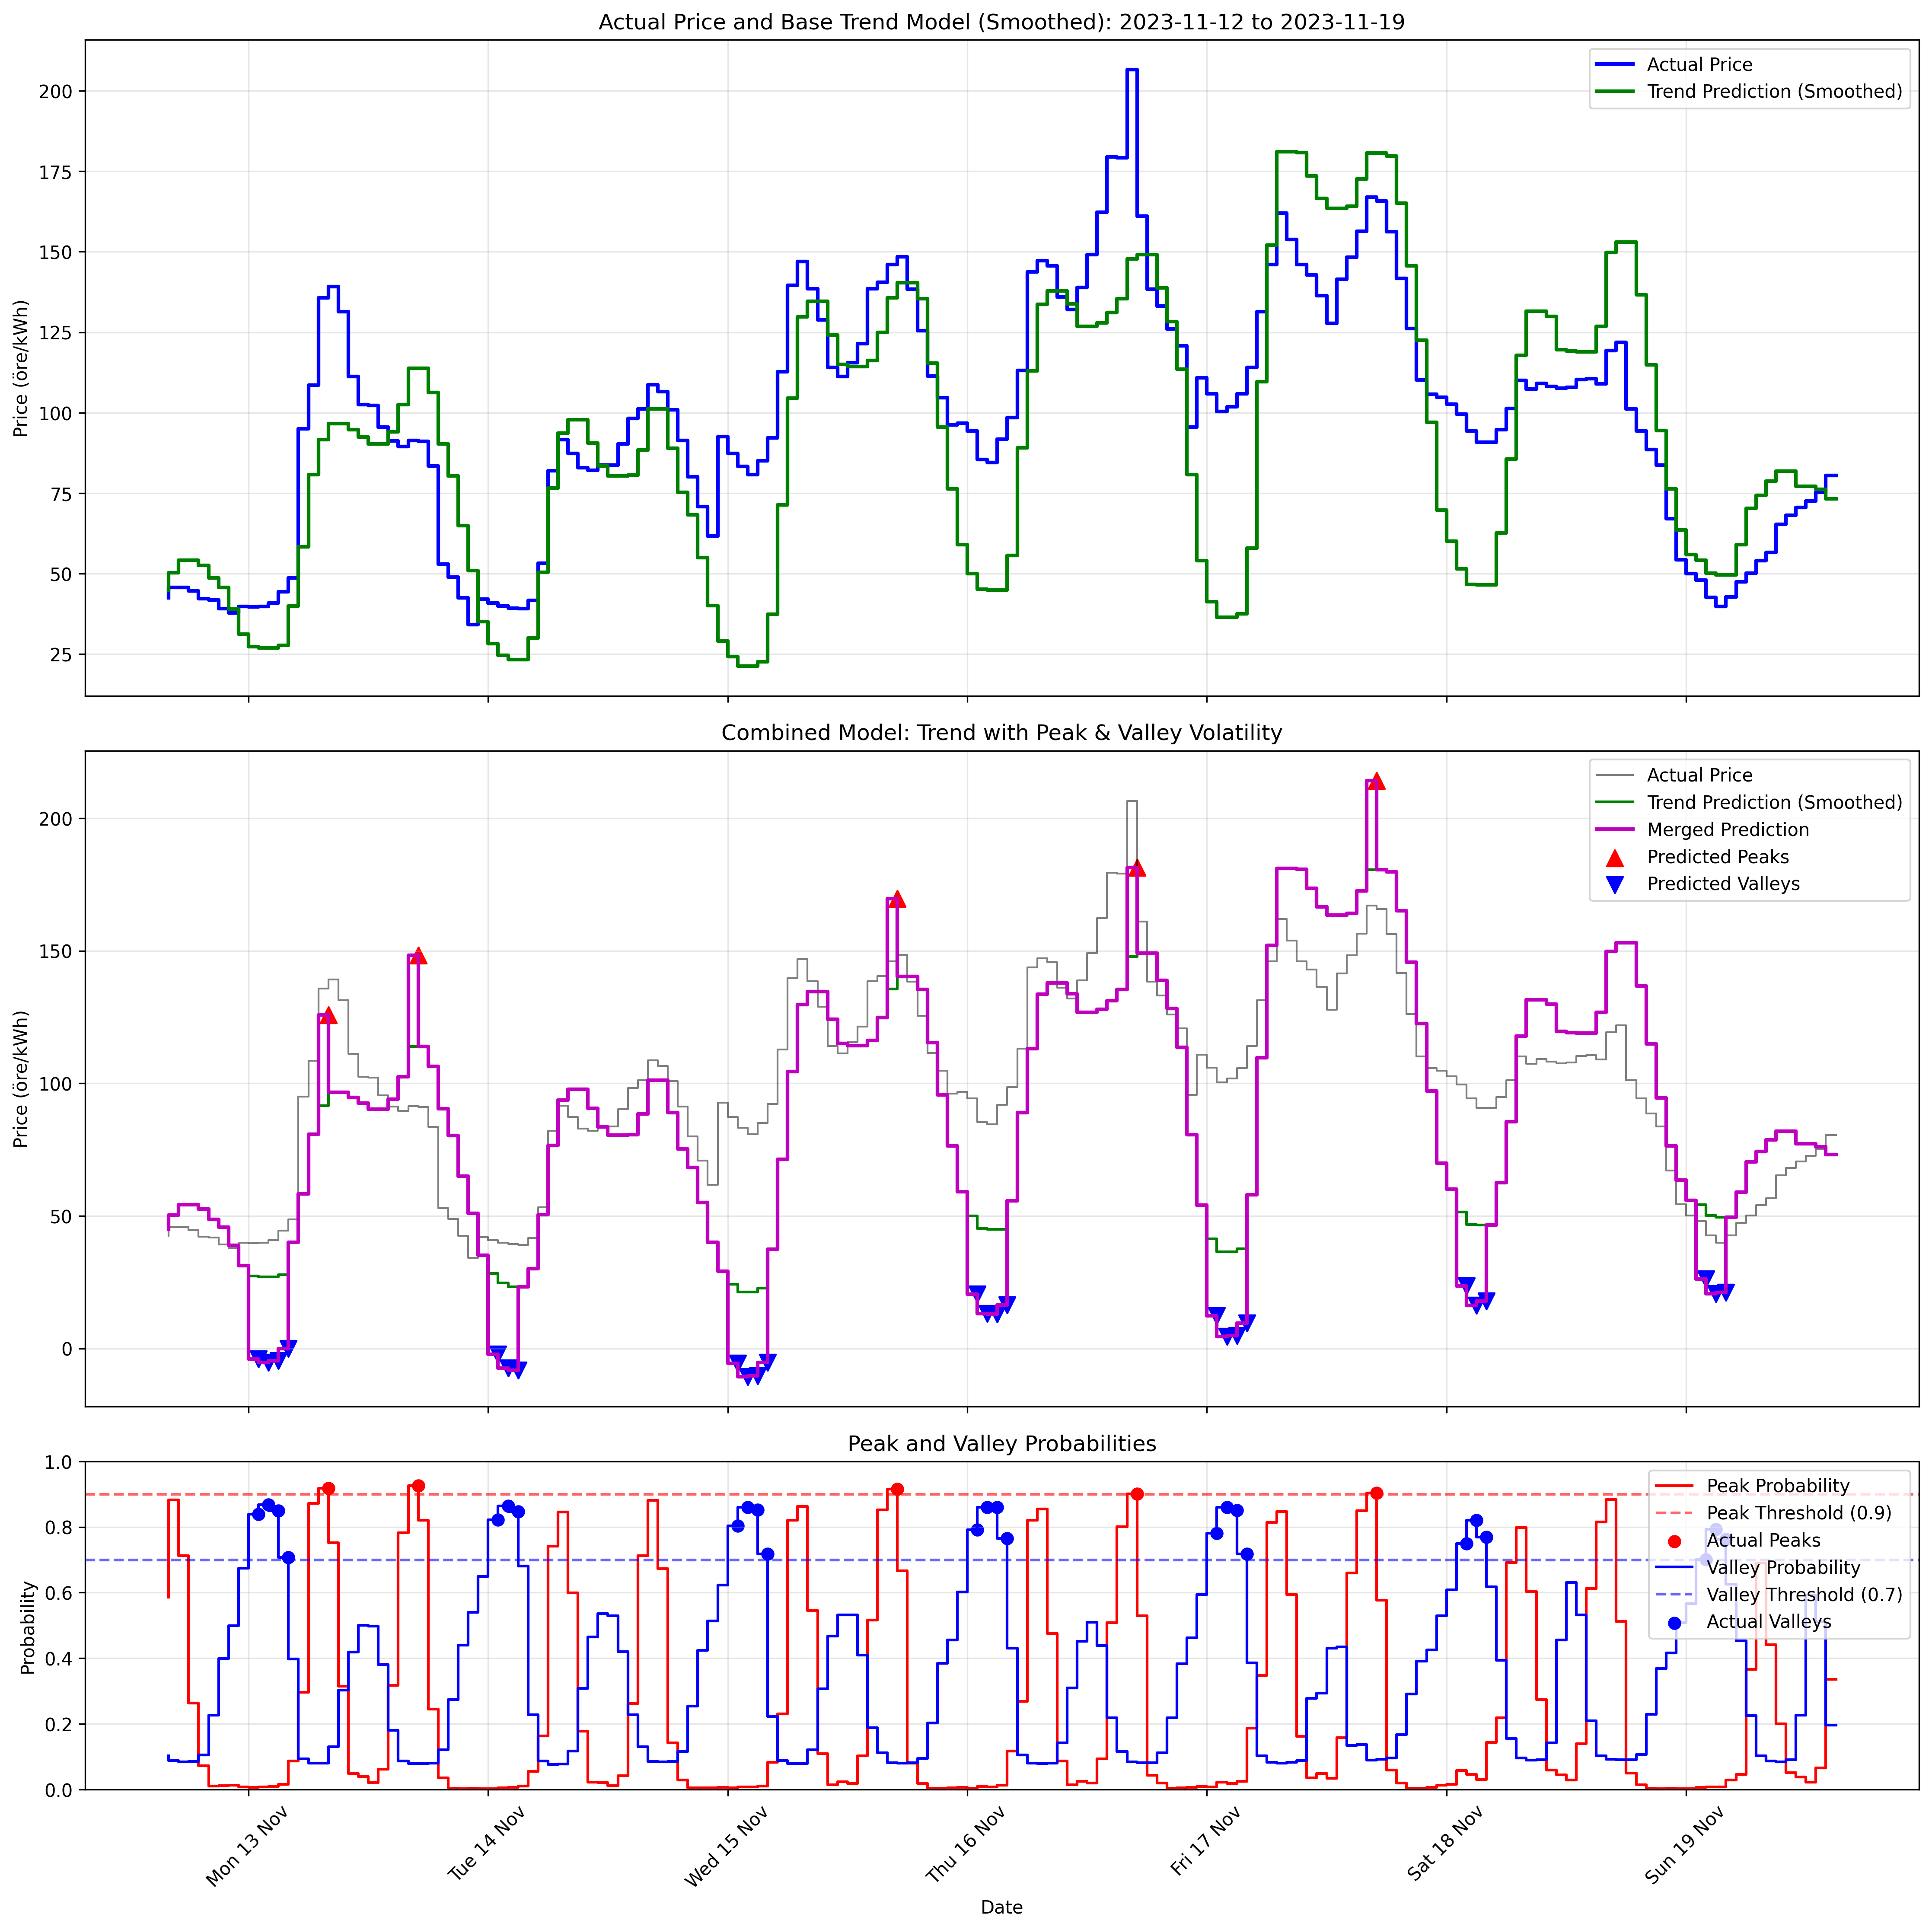 Actual Price and Base Trend Model (Smoothed): 2023-11-12 to 2023-11-19
Price (öre/kWh)
200
175
150
125
100
75
50
25
Actual Price
Trend Prediction (Smoothed)
Combined Model: Trend with Peak & Valley Volatility
Price (öre/kWh)
200
150
100
50
0
Actual Price
Trend Prediction (Smoothed)
Merged Prediction
Predicted Peaks
Predicted Valleys
Peak and Valley Probabilities
Probability
1.0
0.8
0.6
0.4
0.2
0.0
Peak Probability
Peak Threshold (0.9)
Actual Peaks
Valley Probability
Valley Threshold (0.7)
Actual Valleys
Mon 13 Nov
Tue 14 Nov
Wed 15 Nov
Thu 16 Nov
Fri 17 Nov
Sat 18 Nov
Sun 19 Nov
Date